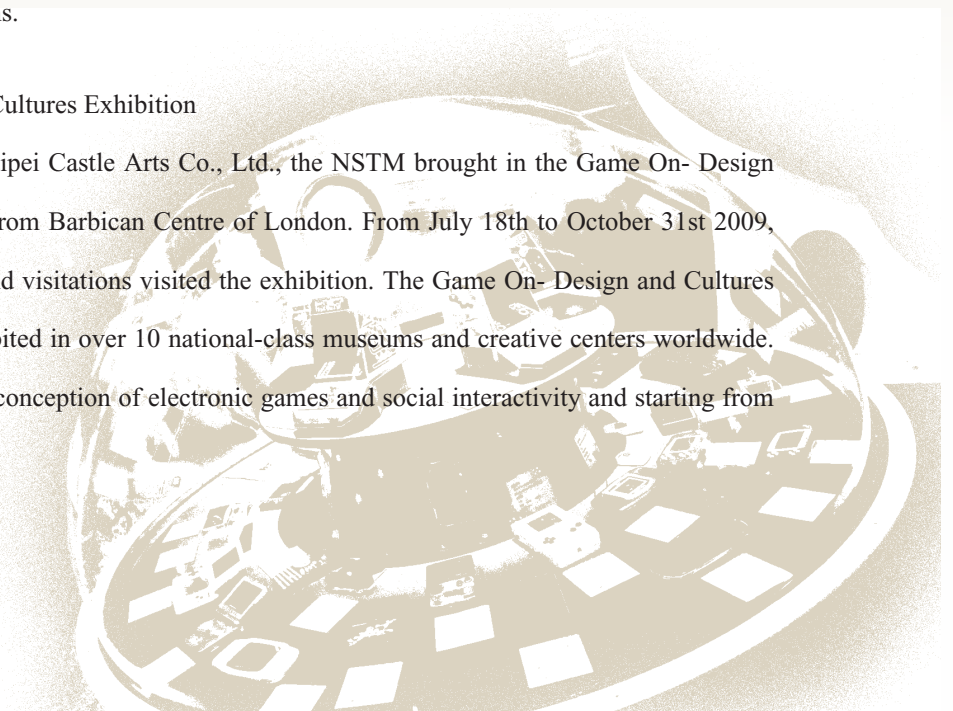 s.
Cultures Exhibition
ipei Castle Arts Co., Ltd., the NSTM brought in the Game On- Design
rom Barbican Centre of London. From July 18th to October 31st 2009,
d visitations visited the exhibition. The Game On- Design and Cultures
ited in over 10 national-class museums and creative centers worldwide.
conception of electronic games and social interactivity and starting from